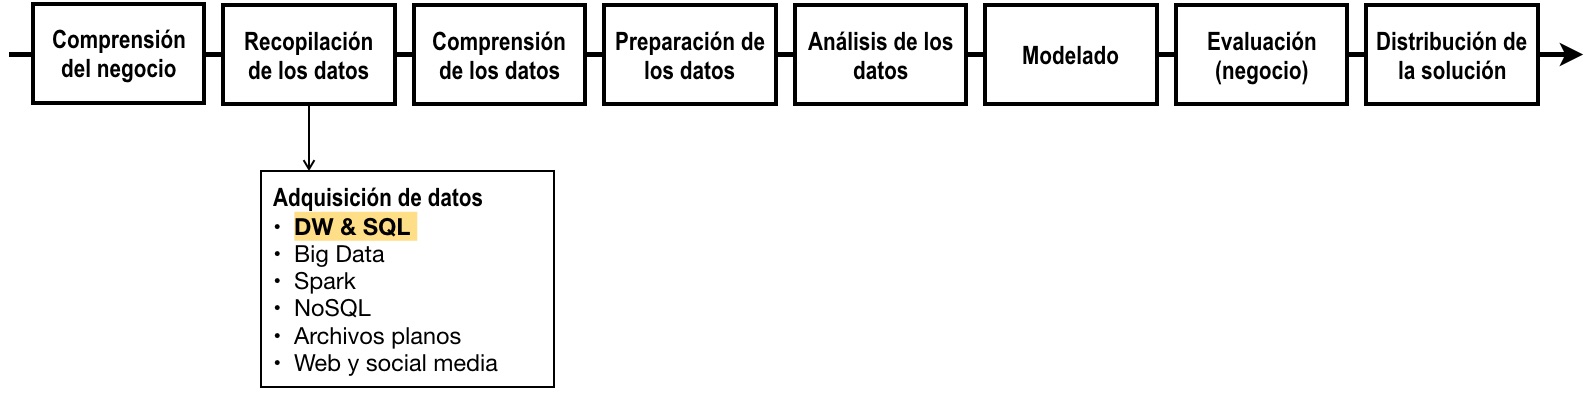 Comprensión
del negocio
Recopilación
de los datos
Comprensión
de los datos
Preparación de
los datos
Análisis de los
datos
Modelado
Evaluación
(negocio)
Distribución de
la solución
Adquisición de datos
• DW & SQL
• Big Data
• Spark
• NoSQL
• Archivos planos
• Web y social media